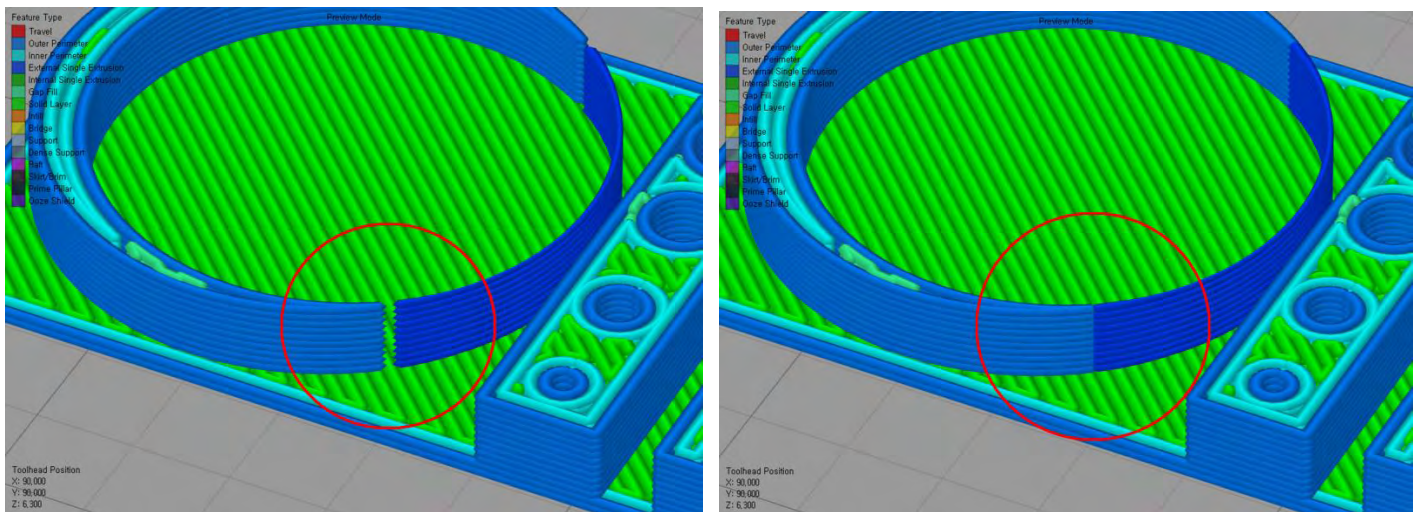 Feature Type
Preview Mode
Travel
Outer Perimeter
Inner Perimeter
External Single Extrusion
Internal Single Extrusion
Gap Fill
Solid Layer
Infill
Bridge
Support
Dense Support
Raft
Skirt/Brim
Prime Pillar
Ooze Shield
Toolhead Position
X: 90,000
Y: 90,000
Z: 6,300
Feature Type
Preview Mode
Travel
Outer Perimeter
Inner Perimeter
External Single Extrusion
Internal Single Extrusion
Gap Fill
Solid Layer
Infill
Bridge
Support
Dense Support
Raft
Skirt/Brim
Prime Pillar
Ooze Shield
Toolhead Position
X: 90,000
Y: 90,000
Z: 6,300